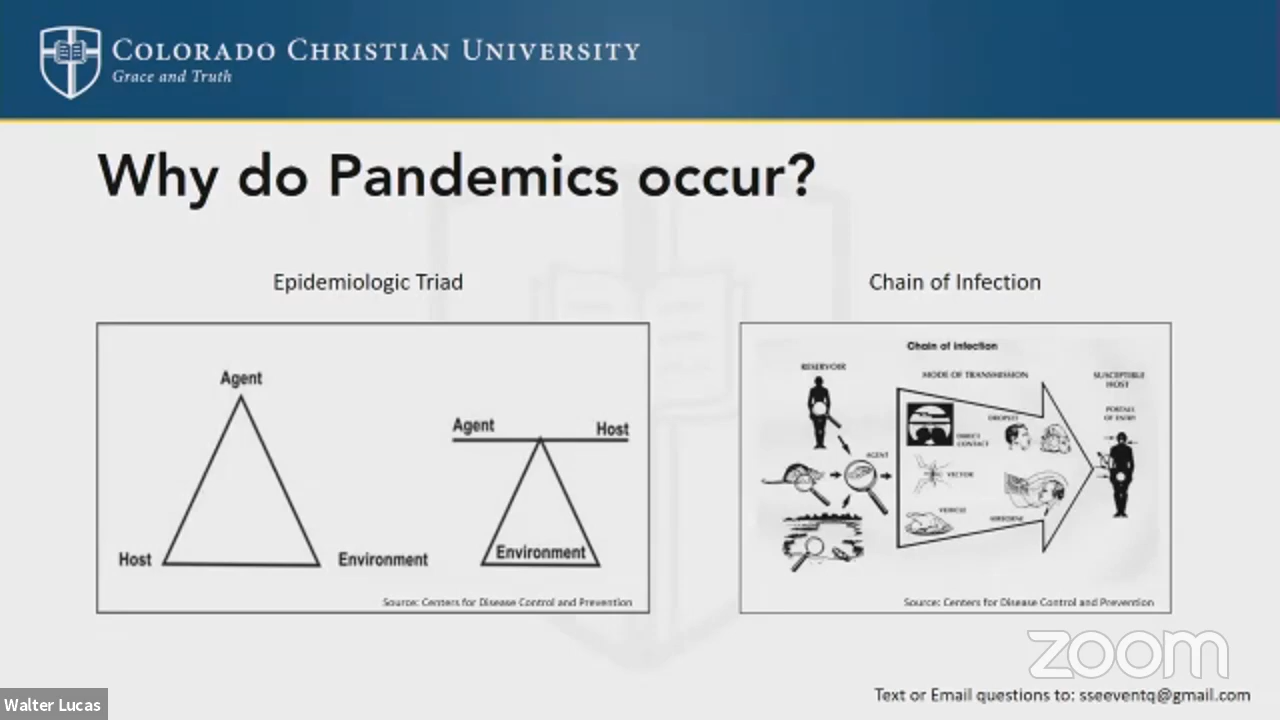 COLORADO CHRISTIAN UNIVERSITY
Grace and Truth
Why do Pandemics occur?
Epidemiologic Triad
Agent
Host
Environment
Agent
Host
Environment
Source: Centers for Disease Control and Prevention
Chain of Infection
Chain of infection
RESERVOIR
MODE OF TRANSMISSION
SUSCEPTIBLE
HOST
PORTAL
OF ENTRY
AGENT
DIRECT
CONTACT
DROPLET
VECTOR
VEHICLE
AIRBORNE
Source: Centers for Disease Control and Prevention
zoom
Text or Email questions to: sseeventq@gmail.com
Walter Lucas